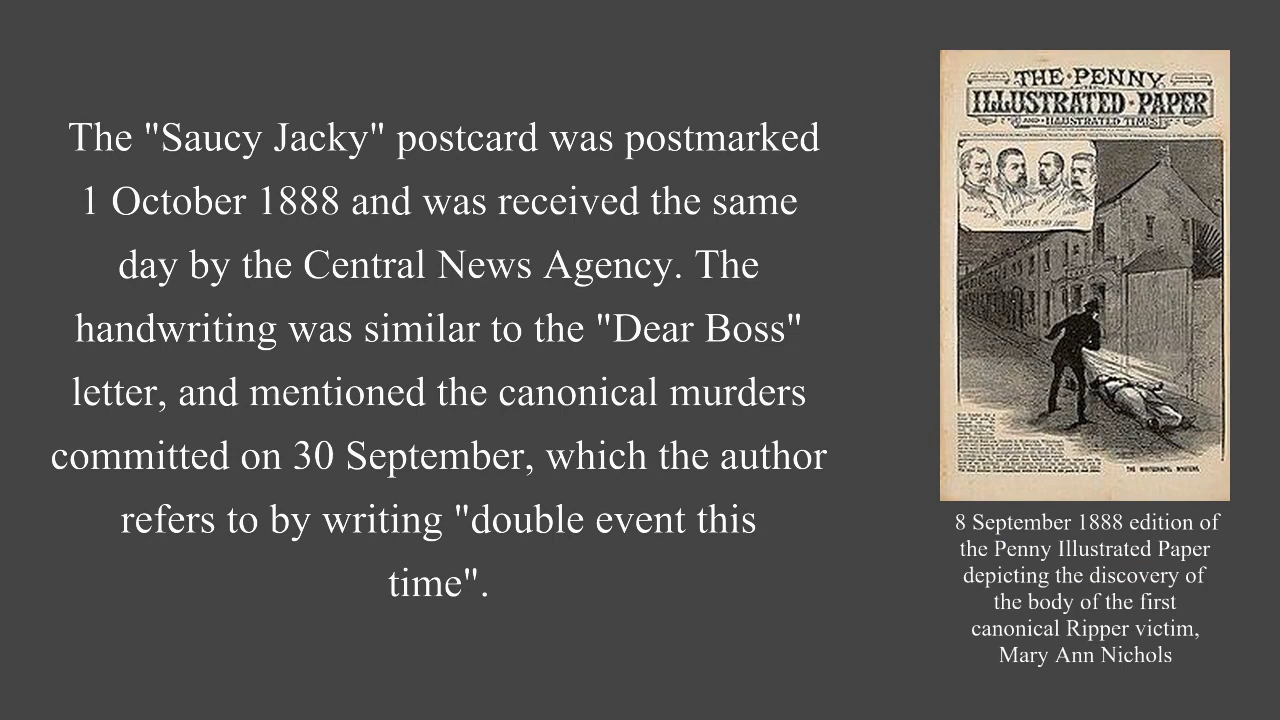 The "Saucy Jacky" postcard was postmarked
1 October 1888 and was received the same
day by the Central News Agency. The
handwriting was similar to the "Dear Boss"
letter, and mentioned the canonical murders
committed on 30 September, which the author
refers to by writing "double event this
time".
THE PENNY
ILLUSTRATED PAPER
AND ILLUSTRATED TIMES
8 September 1888 edition of
the Penny Illustrated Paper
depicting the discovery of
the body of the first
canonical Ripper victim,
Mary Ann Nichols